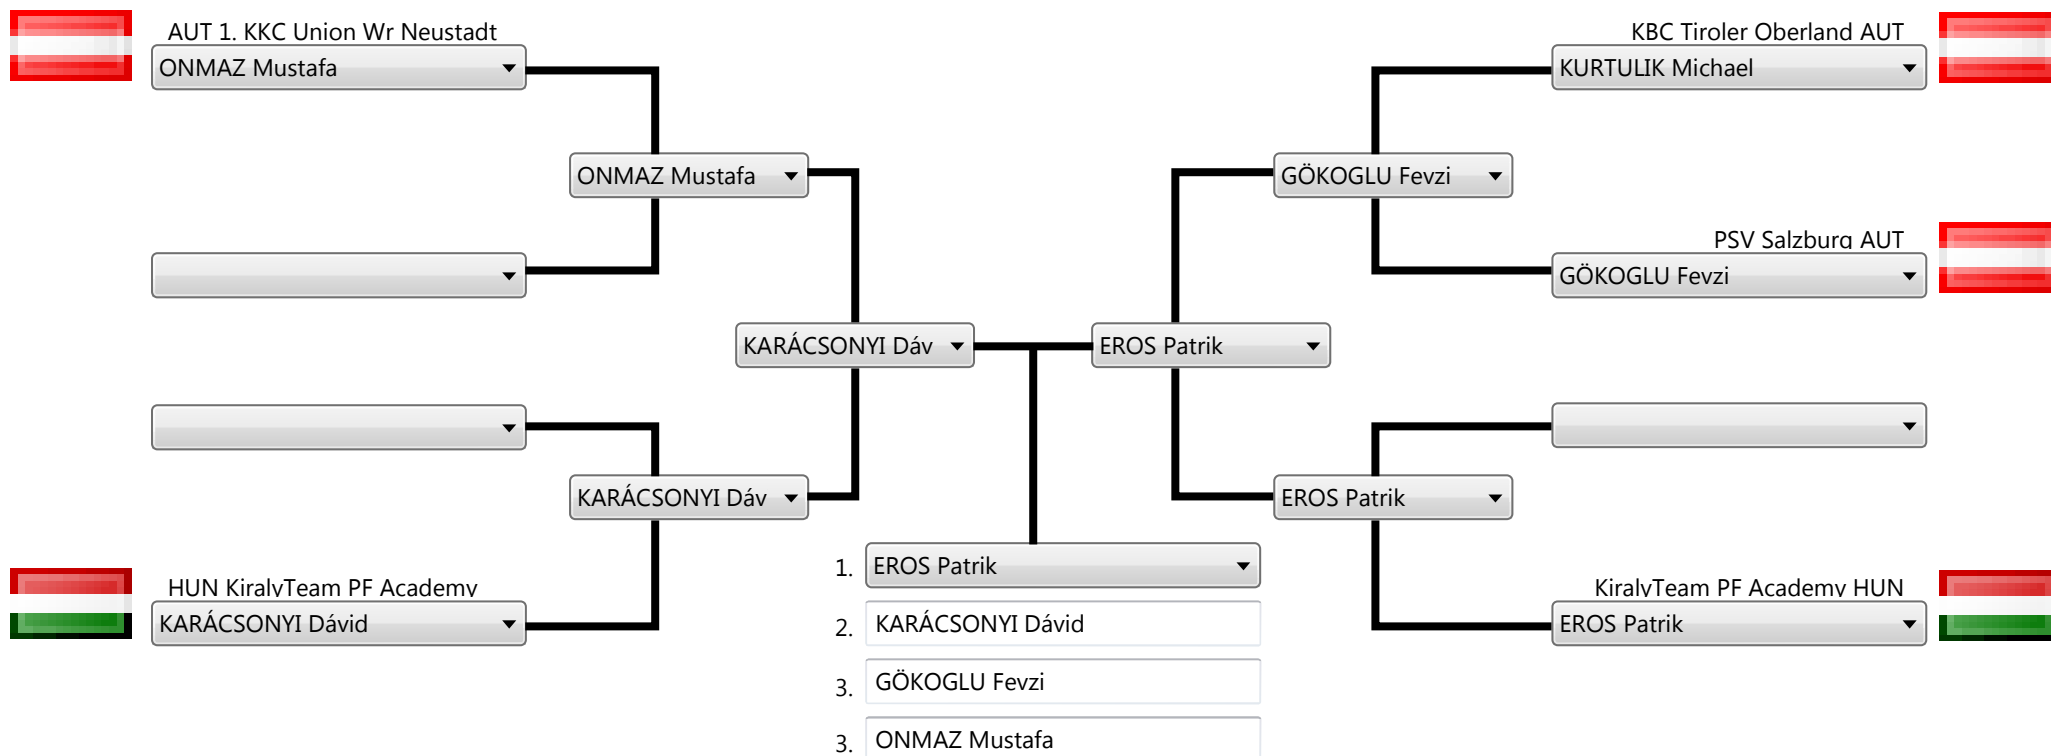 AUT 1. KKC Union Wr Neustadt
KBC Tiroler Oberland AUT
ONMAZ Mustafa
KURTULIK Michael
ONMAZ Mustafa
GÖKOGLU Fevzi
PSV Salzburg AUT
GÖKOGLU Fevzi
KARÁCSONYI Dáv
EROS Patrik
KARÁCSONYI Dáv
EROS Patrik
1. EROS Patrik
HUN KiralyTeam PF Academy
KiralyTeam PF Academy HUN
KARÁCSONYI Dávid
2. KARÁCSONYI Dávid
EROS Patrik
3. GÖKOGLU Fevzi
3. ONMAZ Mustafa